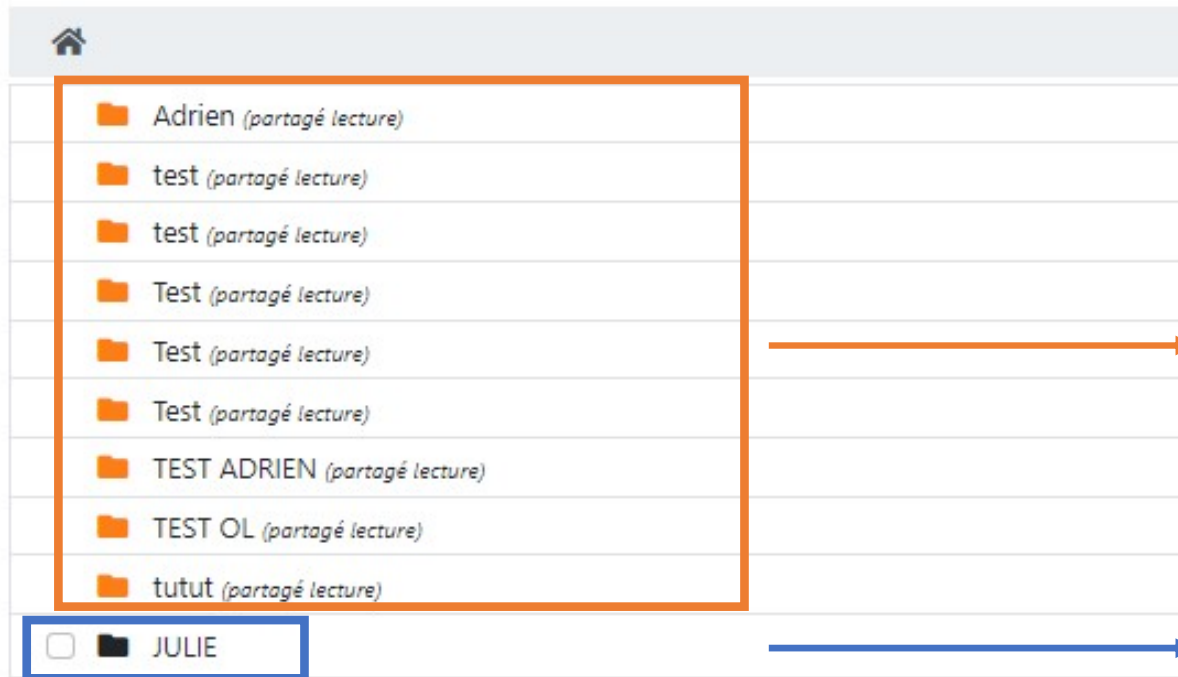 Adrien (partagé lecture)
test (partagé lecture)
test (partagé lecture)
Test (partagé lecture)
Test (partagé lecture)
Test (partagé lecture)
TEST ADRIEN (partagé lecture)
TEST OL (partagé lecture)
tutut (partagé lecture)
JULIE